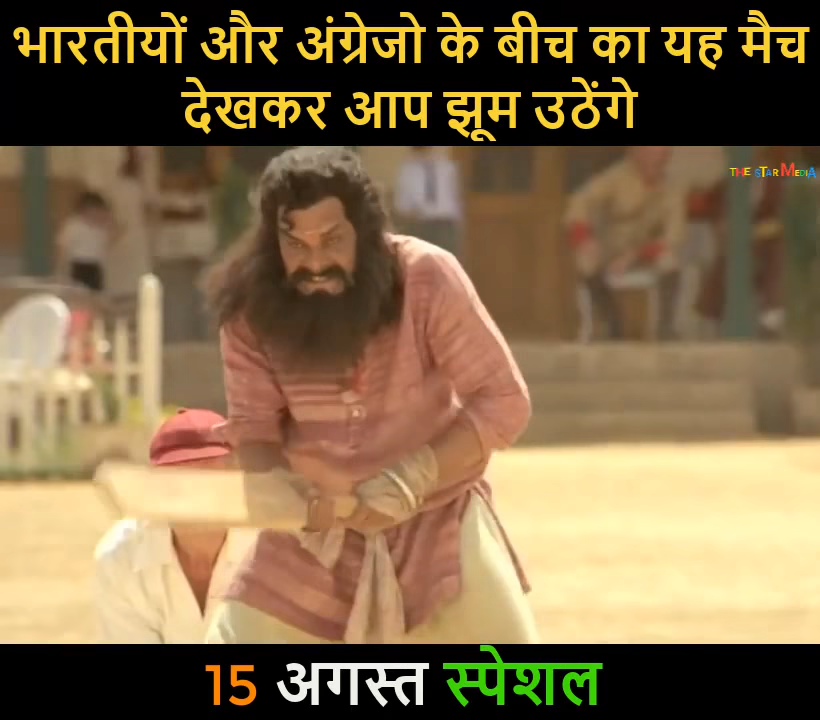 भारतीयों और अंग्रेजो के बीच का यह मैच
देखकर आप झूम उठेंगे
THE STAR MEDIA
15 अगस्त स्पेशल